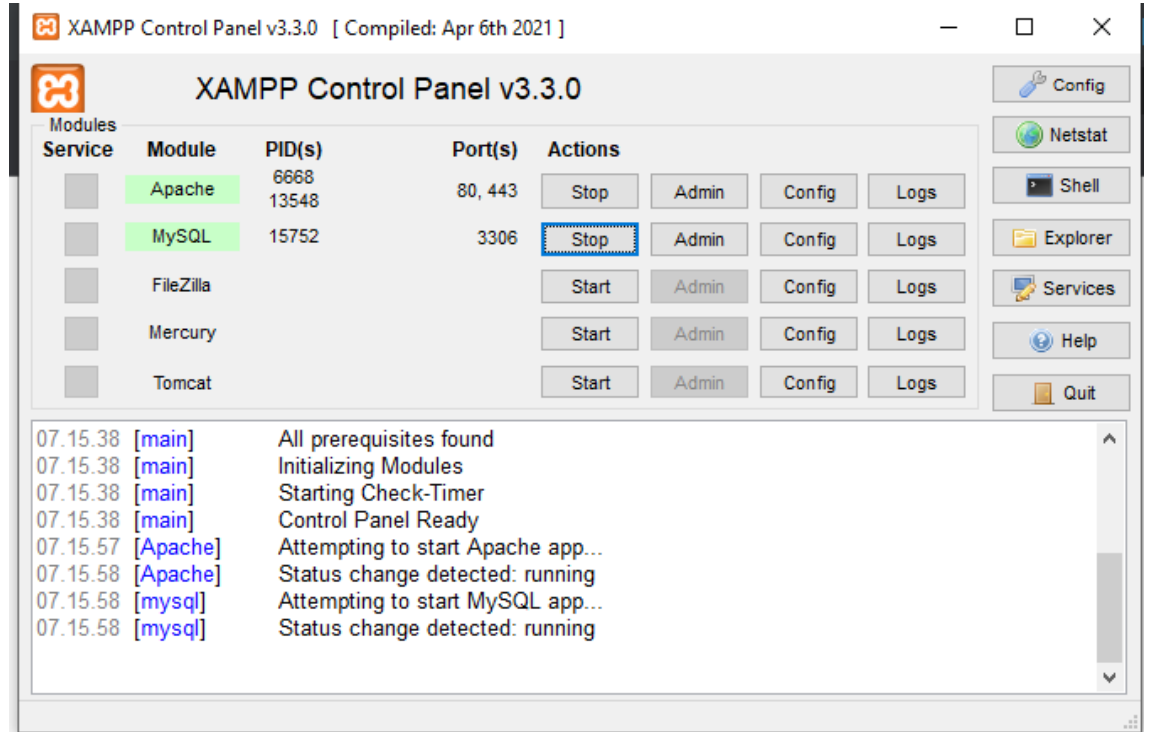 XAMPP Control Panel v3.3.0 [ Compiled: Apr 6th 2021 ]
XAMPP Control Panel v3.3.0
Config
Modules
Netstat
Service Module PID(s) Port(s) Actions
Apache 6668 13548 80, 443 Stop Admin Config Logs
Shell
MySQL 15752 3306 Stop Admin Config Logs
Explorer
FileZilla Start Admin Config Logs
Services
Mercury Start Admin Config Logs
Help
Tomcat Start Admin Config Logs
Quit
07.15.38 [main] All prerequisites found
07.15.38 [main] Initializing Modules
07.15.38 [main] Starting Check-Timer
07.15.38 [main] Control Panel Ready
07.15.57 [Apache] Attempting to start Apache app...
07.15.58 [Apache] Status change detected: running
07.15.58 [mysql] Attempting to start MySQL app...
07.15.58 [mysql] Status change detected: running